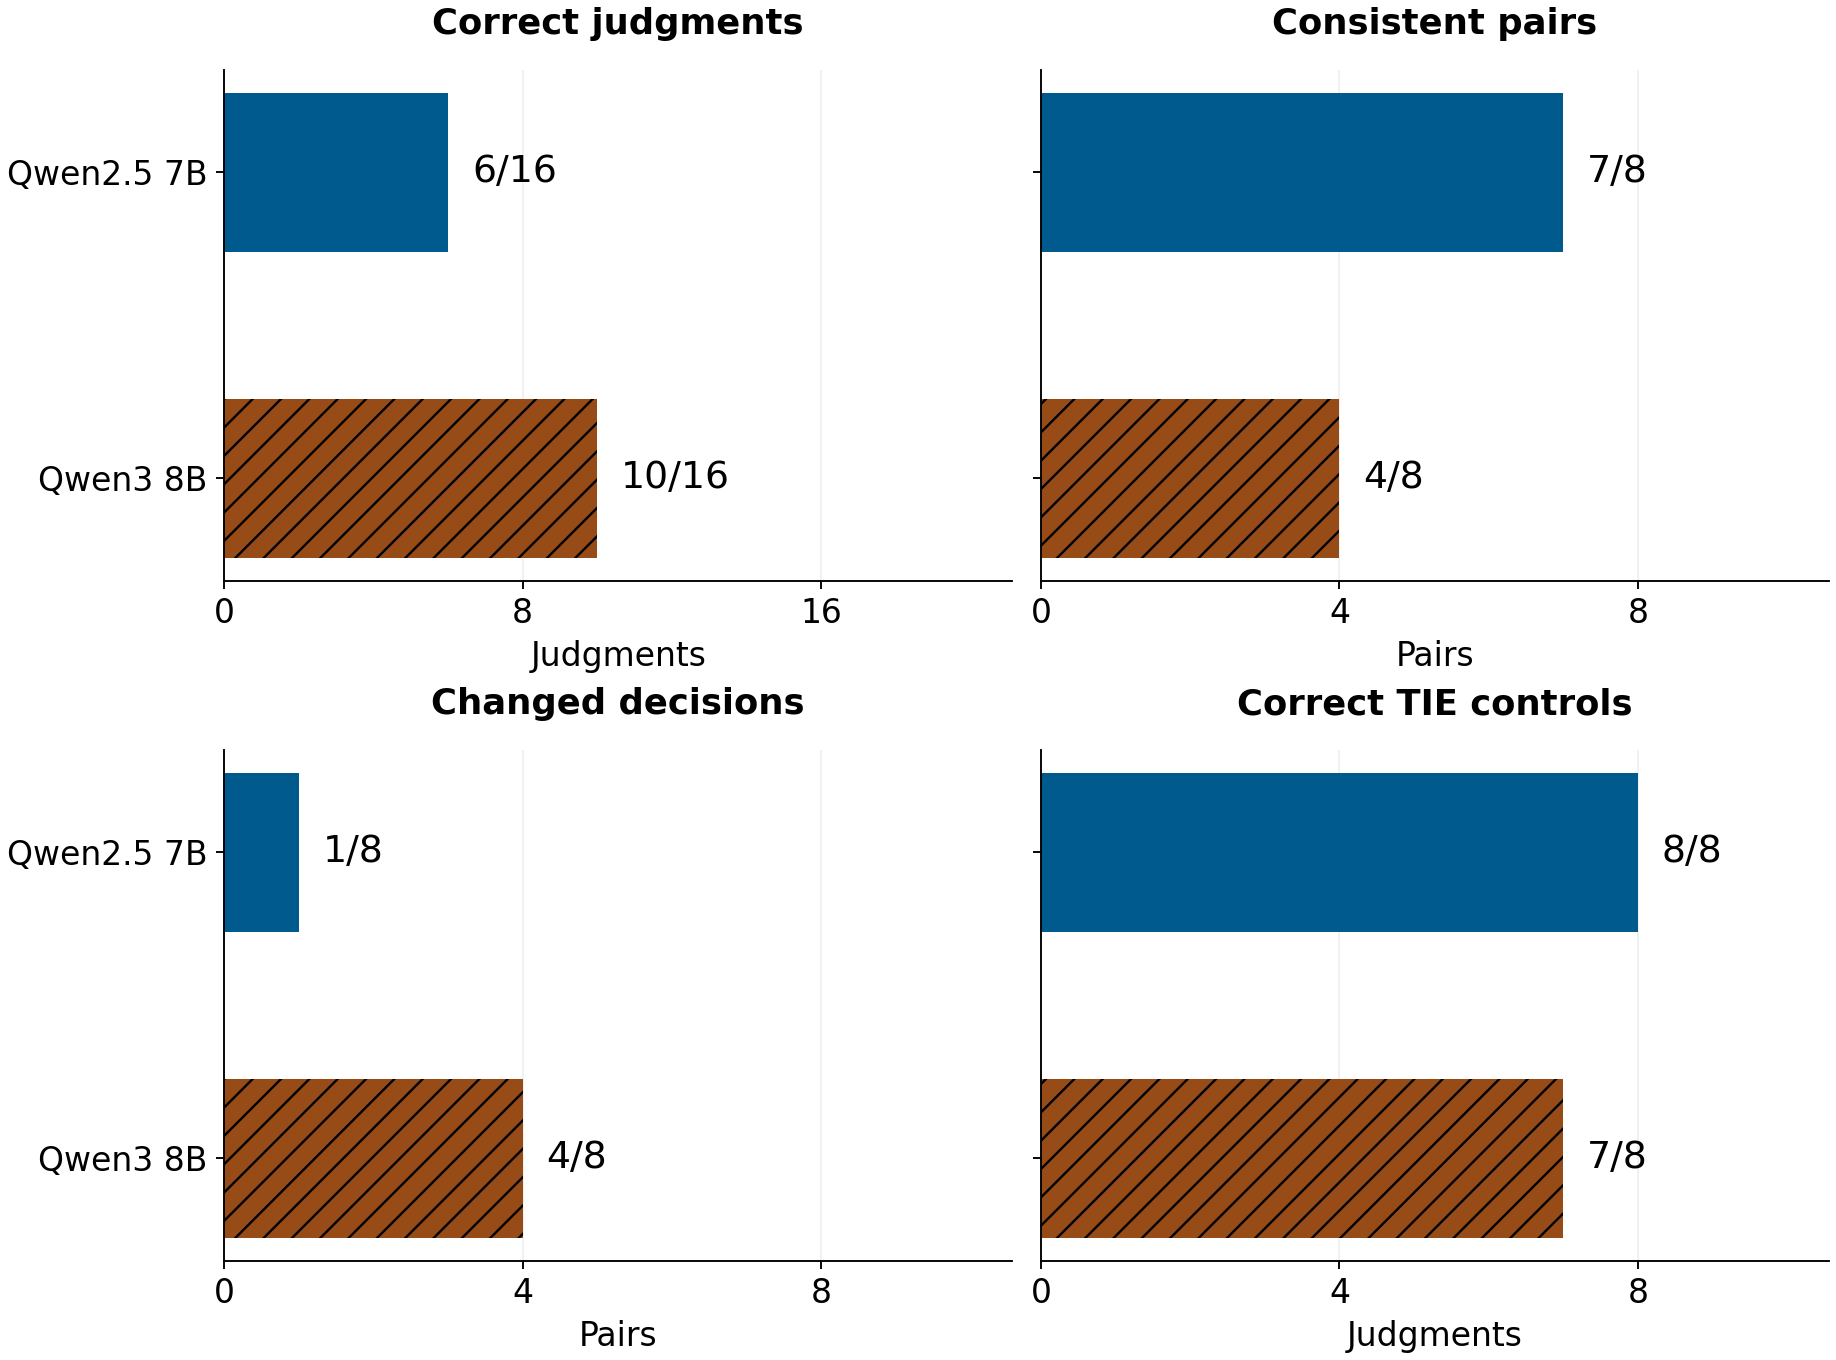 Correct judgments
Qwen2.5 7B
6/16
Qwen3 8B
10/16
0 8 16
Judgments
Consistent pairs
7/8
4/8
0 4 8
Pairs
Changed decisions
Qwen2.5 7B
1/8
Qwen3 8B
4/8
0 4 8
Pairs
Correct TIE controls
8/8
7/8
0 4 8
Judgments